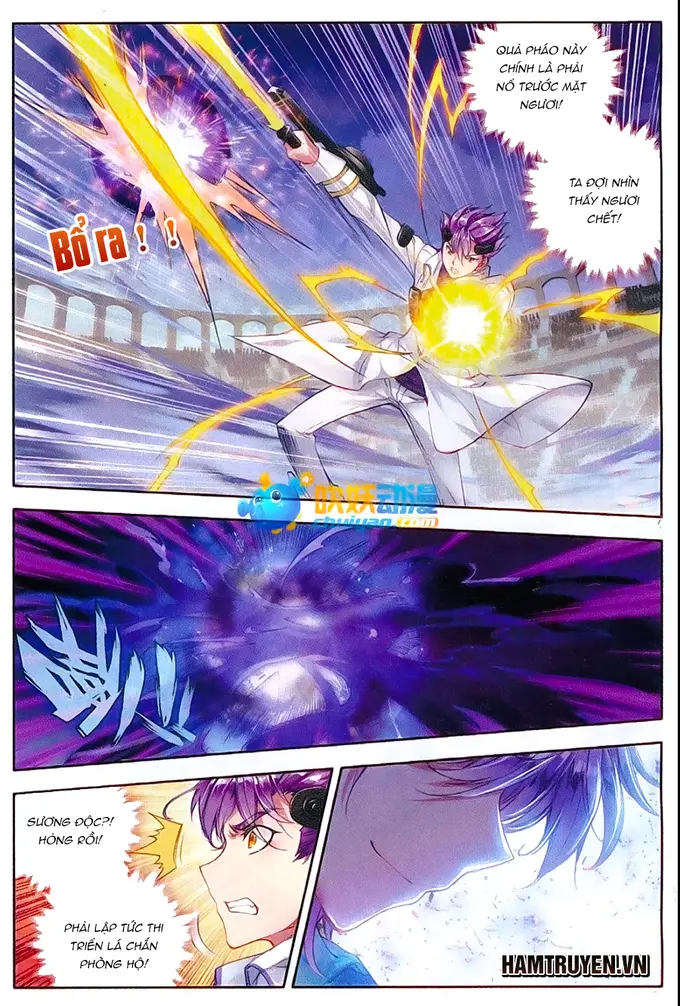 QUẢ PHÁO NÀY
CHÍNH LÀ PHẢI
NỔ TRƯỚC MẶT
NGƯƠI!
TA ĐỢI NHÌN
THẤY NGƯƠI
CHẾT!
BỔ RA!!
吹妖动漫
chuiyao.com
SƯƠNG ĐỘC?!
HỎNG RỒI!
PHẢI LẬP TỨC THI
TRIỂN LÁ CHẮN
PHÒNG HỘ!
HAMTRUYEN.VN